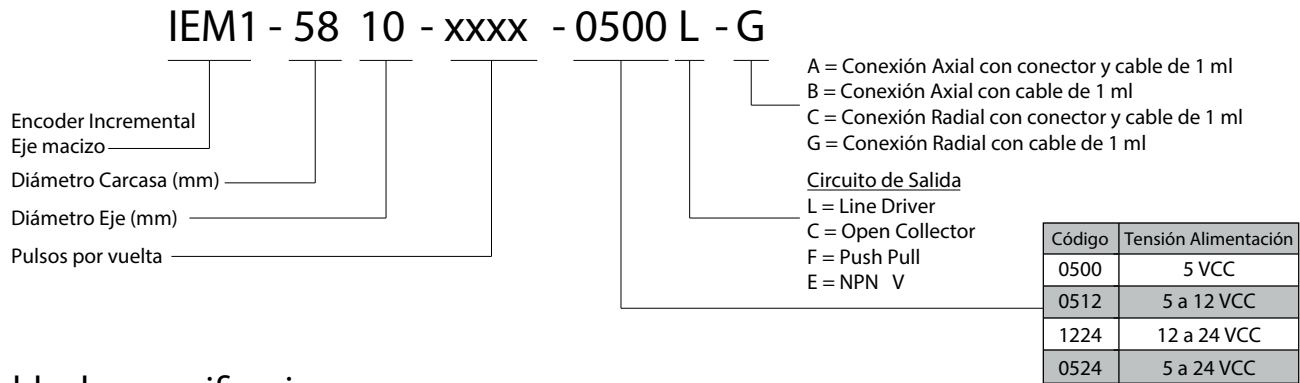 IEM1 - 58 10 - xxxx - 0500 L - G
Encoder Incremental
Eje macizo
Diámetro Carcasa (mm)
Diámetro Eje (mm)
Pulsos por vuelta
A = Conexión Axial con conector y cable de 1 ml
B = Conexión Axial con cable de 1 ml
C = Conexión Radial con conector y cable de 1 ml
G = Conexión Radial con cable de 1 ml
Circuito de Salida
L = Line Driver
C = Open Collector
F = Push Pull
E = NPN V
Código Tensión Alimentación
0500 5 VCC
0512 5 a 12 VCC
1224 12 a 24 VCC
0524 5 a 24 VCC